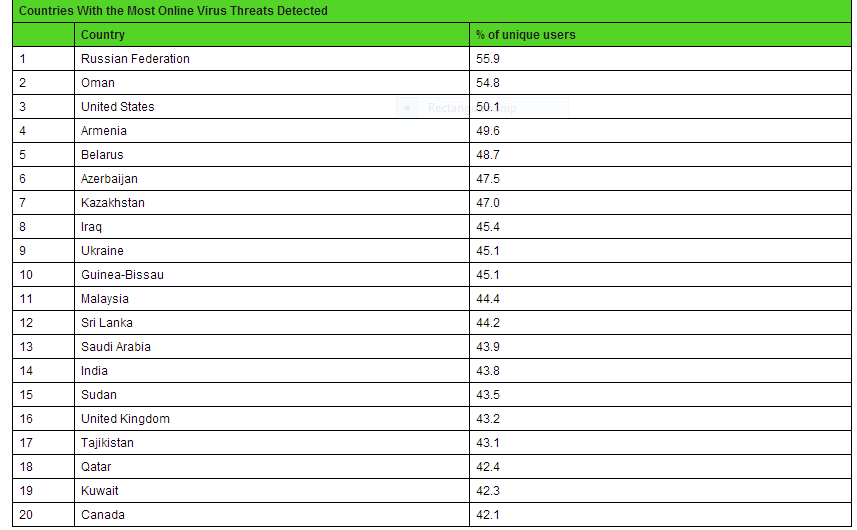 Countries With the Most Online Virus Threats Detected
Country % of unique users
1 Russian Federation 55.9
2 Oman 54.8
3 United States 50.1
4 Armenia 49.6
5 Belarus 48.7
6 Azerbaijan 47.5
7 Kazakhstan 47.0
8 Iraq 45.4
9 Ukraine 45.1
10 Guinea-Bissau 45.1
11 Malaysia 44.4
12 Sri Lanka 44.2
13 Saudi Arabia 43.9
14 India 43.8
15 Sudan 43.5
16 United Kingdom 43.2
17 Tajikistan 43.1
18 Qatar 42.4
19 Kuwait 42.3
20 Canada 42.1